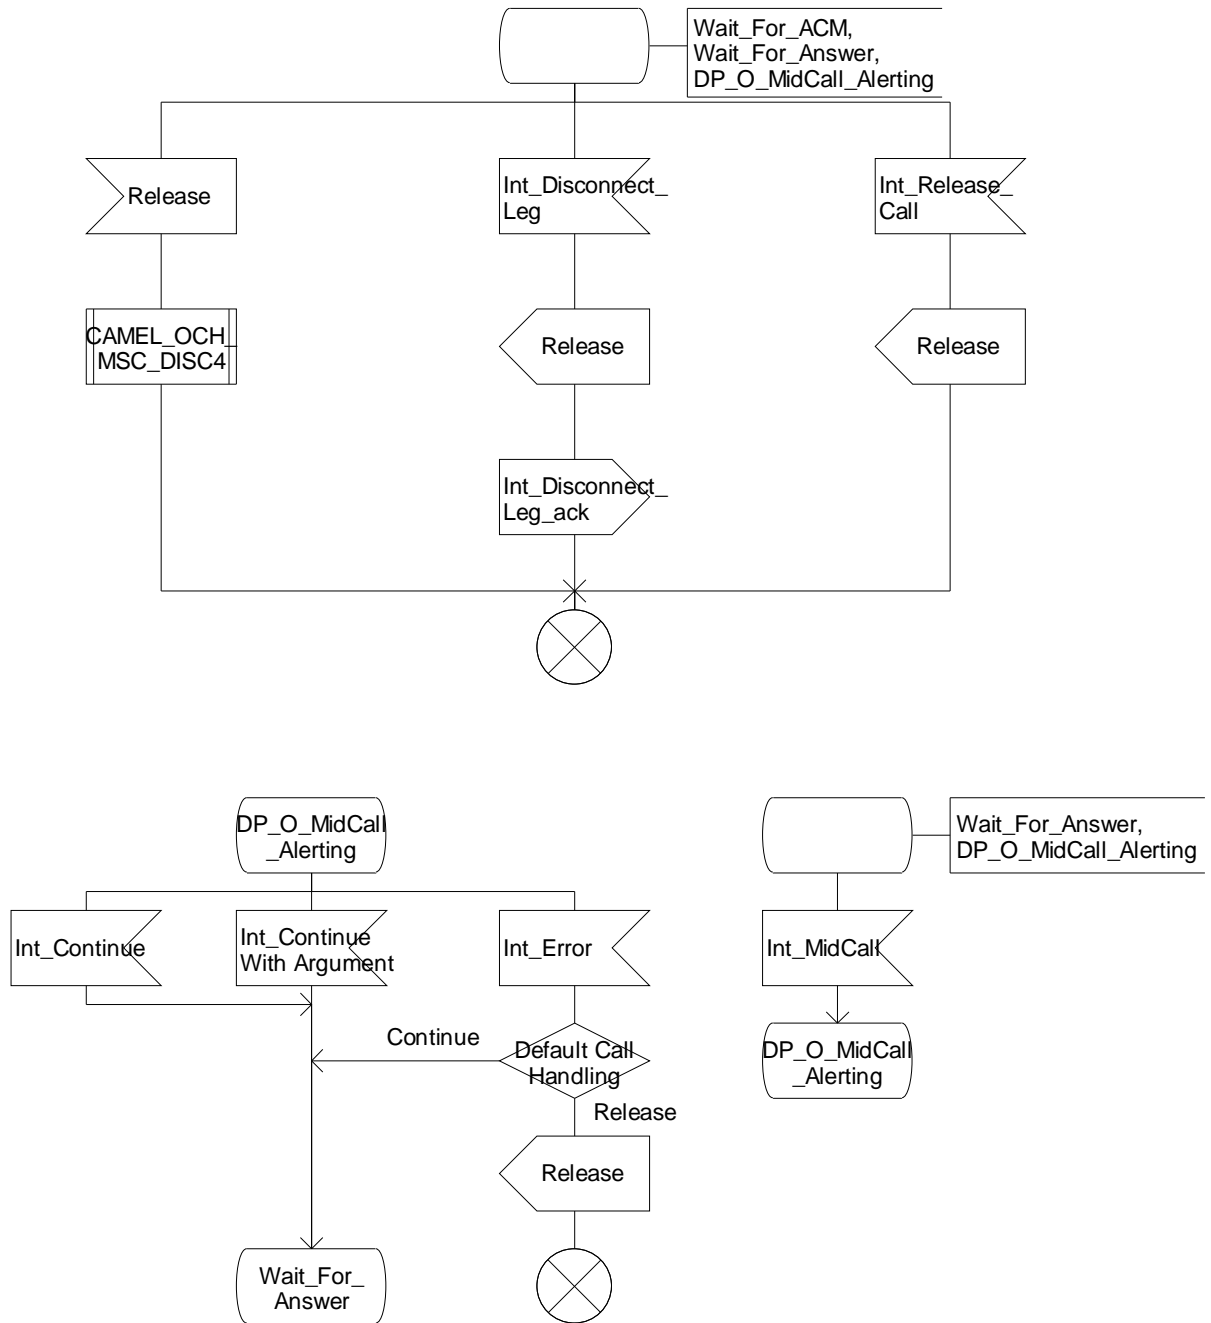 Wait_For_ACM,
Wait_For_Answer,
DP_O_MidCall_Alerting
Release
Int_Disconnect_
Leg
Int_Release_
Call
CAMEL_OCH_
MSC_DISC4
Release
Release
Int_Disconnect_
Leg_ack
DP_O_MidCall
_Alerting
Wait_For_Answer,
DP_O_MidCall_Alerting
Int_Continue
Int_Continue
With Argument
Int_Error
Int_MidCall
Continue
Default Call
Handling
DP_O_MidCall
_Alerting
Release
Release
Wait_For_
Answer